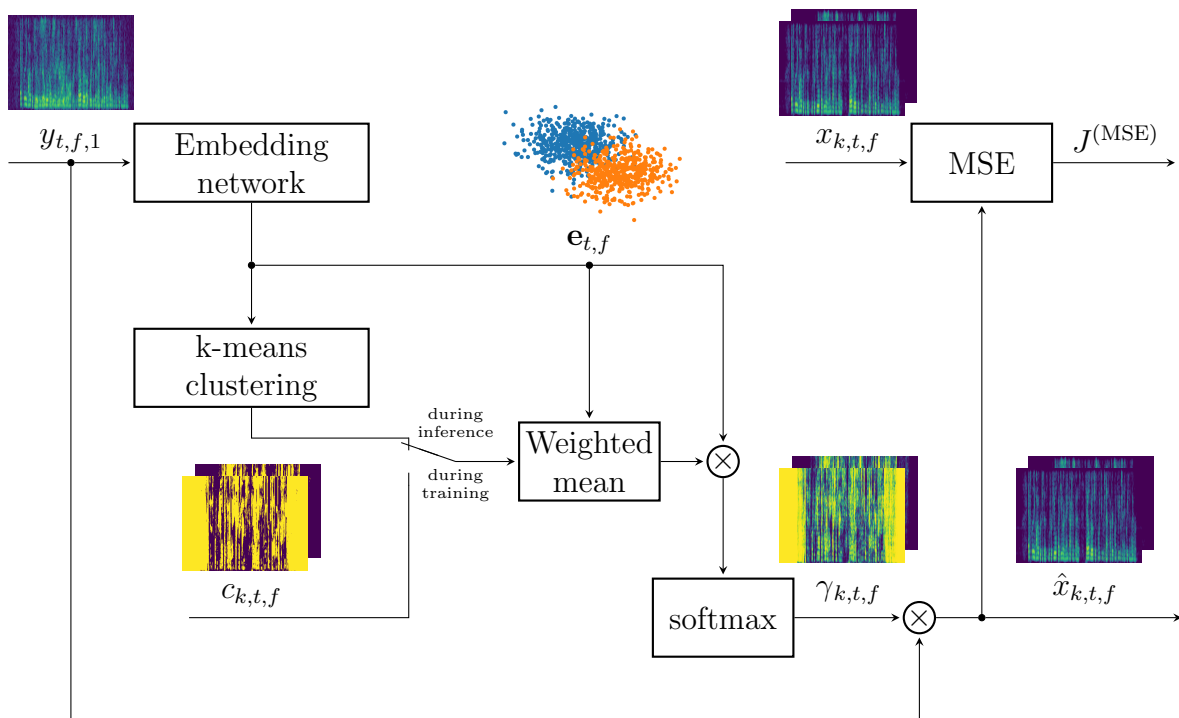 y_{t,f,1}
Embedding
network
e_{t,f}
x_{k,t,f}
MSE
J^{(MSE)}
k-means
clustering
during
inference
during
training
Weighted
mean
×
c_{k,t,f}
softmax
γ_{k,t,f}
×
x̂_{k,t,f}